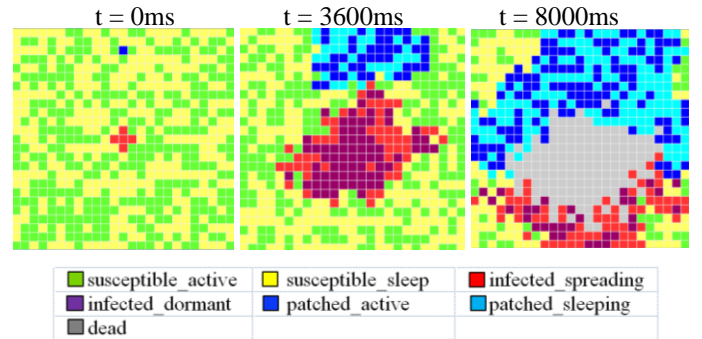 t = 0ms t = 3600ms t = 8000ms
susceptible_active susceptible_sleep infected_spreading
infected_dormant patched_active patched_sleeping
dead